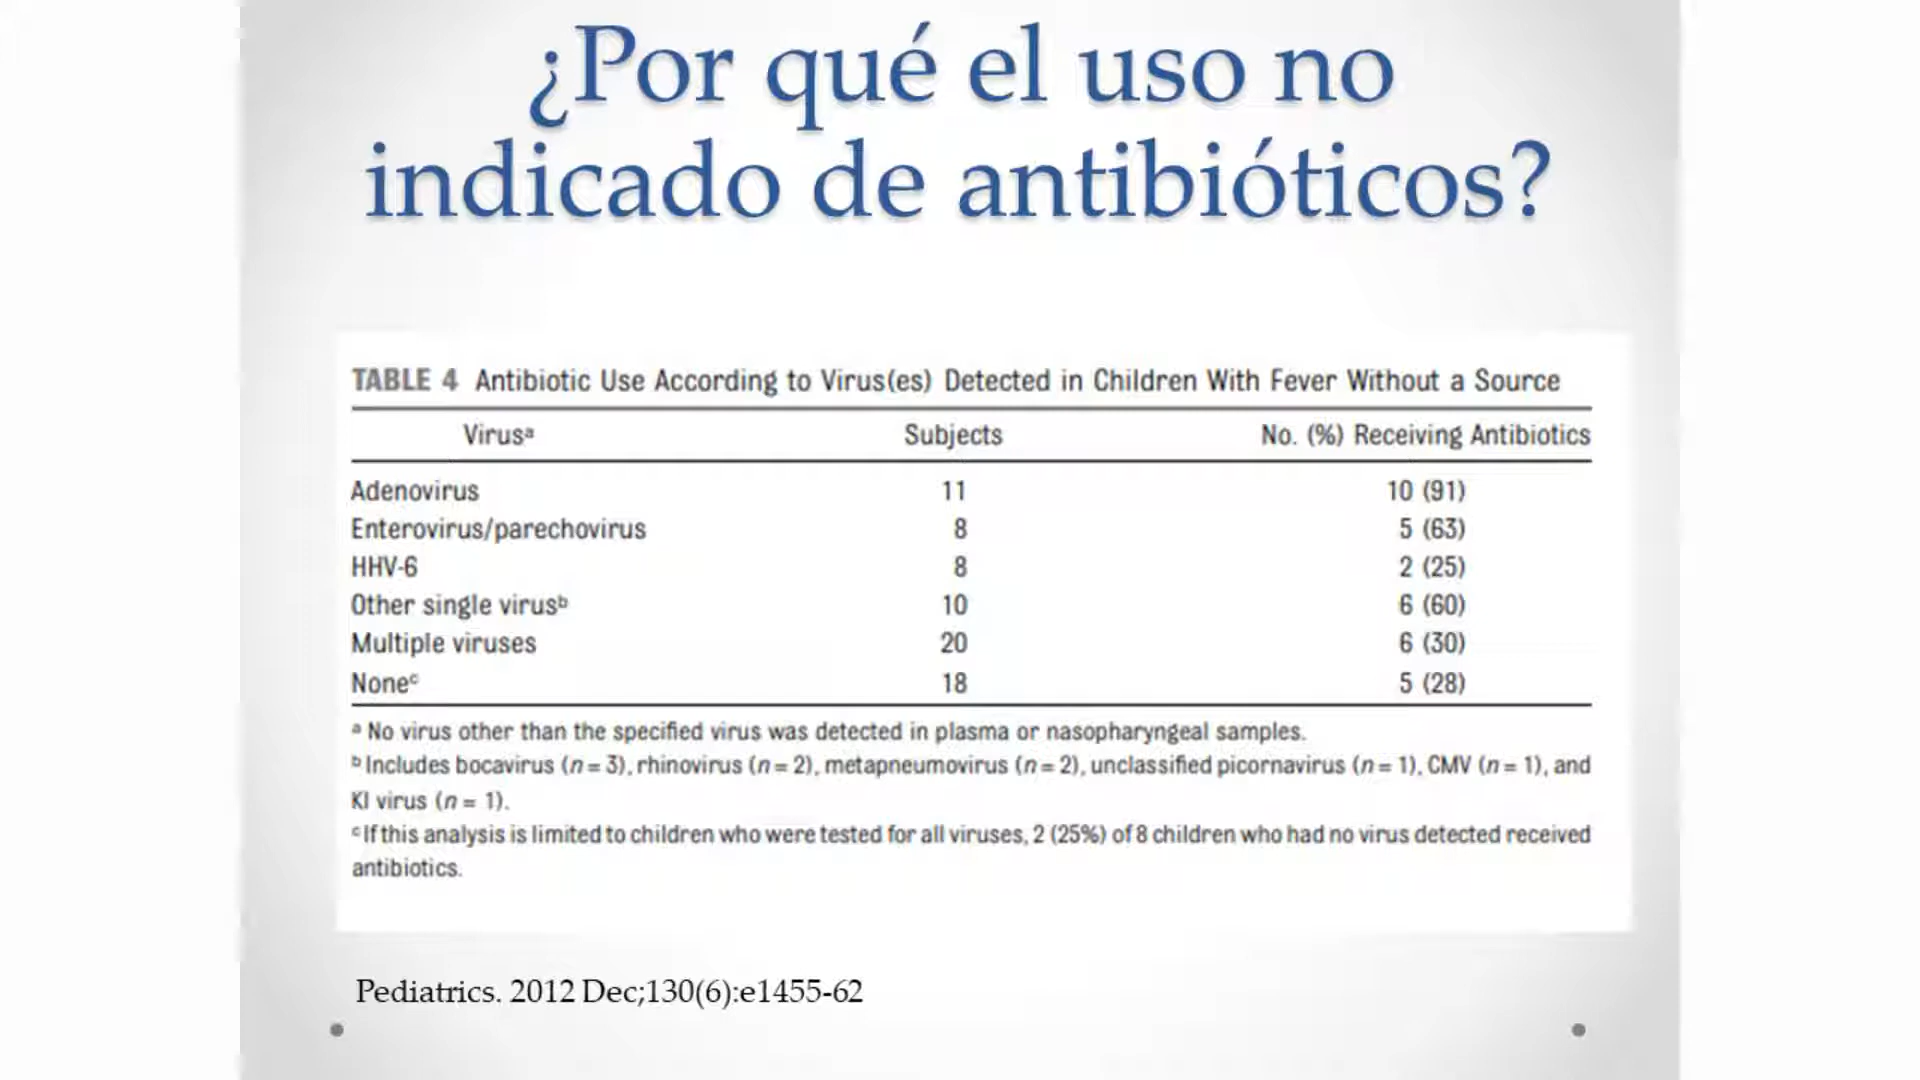 ¿Por qué el uso no
indicado de antibióticos?
TABLE 4 Antibiotic Use According to Virus(es) Detected in Children With Fever Without a Source
Virusᵃ Subjects No. (%) Receiving Antibiotics
Adenovirus 11 10 (91)
Enterovirus/parechovirus 8 5 (63)
HHV-6 8 2 (25)
Other single virusᵇ 10 6 (60)
Multiple viruses 20 6 (30)
Noneᶜ 18 5 (28)
ᵃ No virus other than the specified virus was detected in plasma or nasopharyngeal samples.
ᵇ Includes bocavirus (n = 3), rhinovirus (n = 2), metapneumovirus (n = 2), unclassified picornavirus (n = 1), CMV (n = 1), and
KI virus (n = 1).
ᶜ If this analysis is limited to children who were tested for all viruses, 2 (25%) of 8 children who had no virus detected received
antibiotics.
Pediatrics. 2012 Dec;130(6):e1455-62